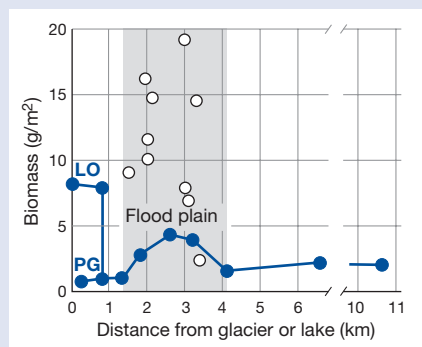 20
15
10
5
0
Biomass (g/m²)
LO
PG
Flood plain
0 1 2 3 4 5 6 10 11
Distance from glacier or lake (km)